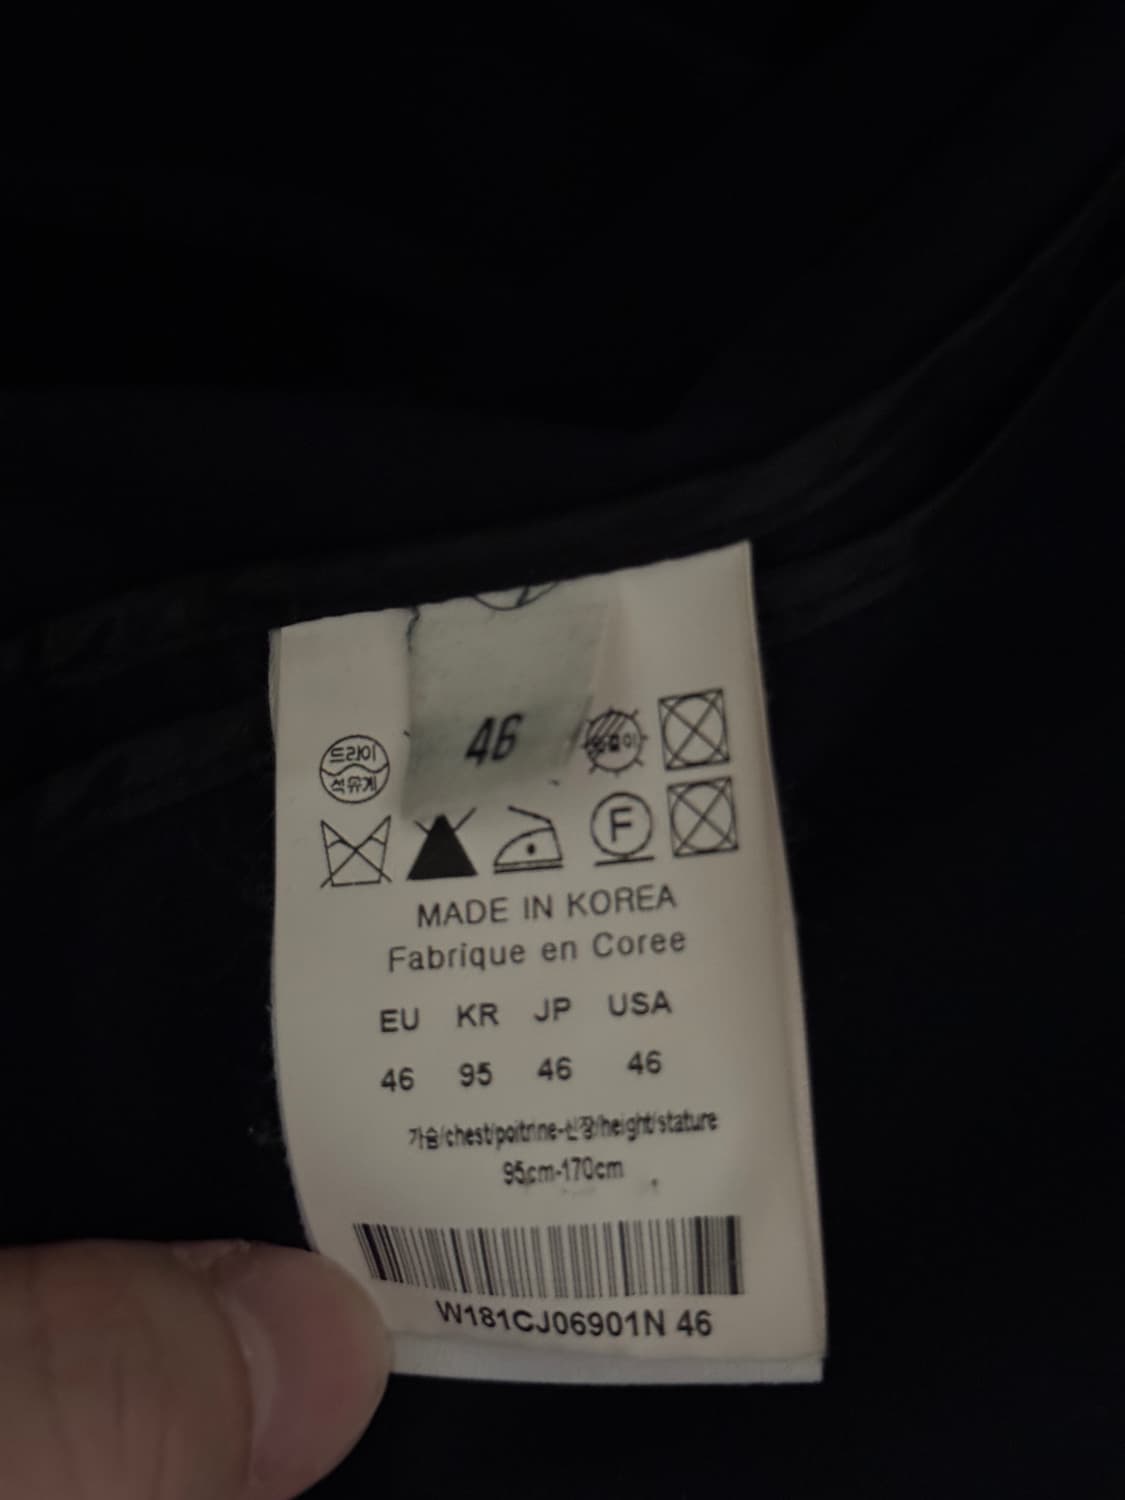 46
드라이
석유계
F
MADE IN KOREA
Fabrique en Coree
EU KR JP USA
46 95 46 46
가슴/chest/poitrine-신장/height/stature
95cm-170cm
W181CJ06901N 46